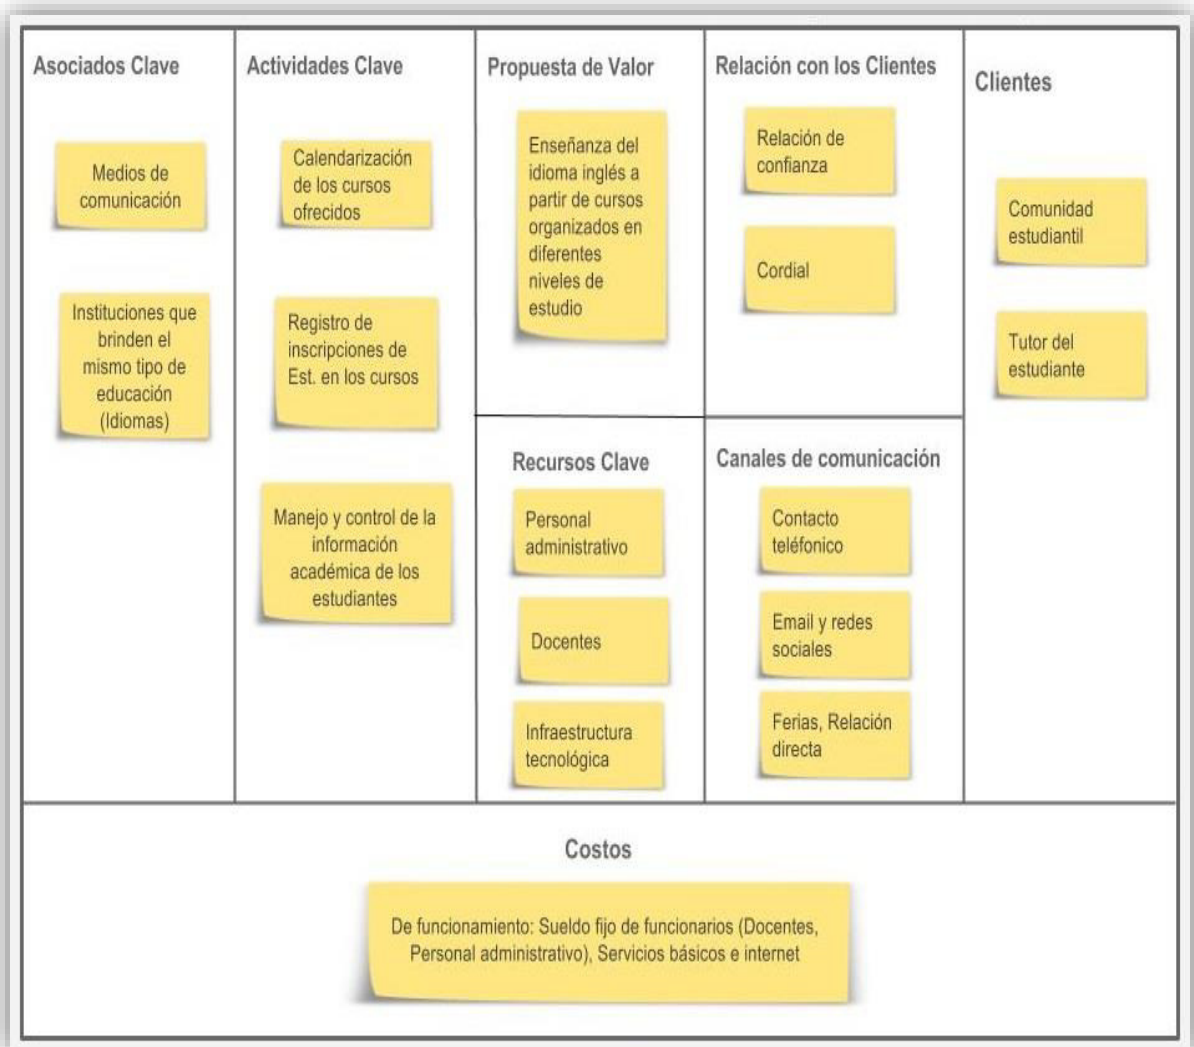 Asociados Clave
Medios de
comunicación
Instituciones que
brinden el
mismo tipo de
educación
(Idiomas)
Actividades Clave
Calendarización
de los cursos
ofrecidos
Registro de
inscripciones de
Est. en los cursos
Manejo y control de la
información
académica de los
estudiantes
Propuesta de Valor
Enseñanza del
idioma inglés a
partir de cursos
organizados en
diferentes
niveles de
estudio
Recursos Clave
Personal
administrativo
Docentes
Infraestructura
tecnológica
Relación con los Clientes
Relación de
confianza
Cordial
Canales de comunicación
Contacto
teléfonico
Email y redes
sociales
Ferias, Relación
directa
Clientes
Comunidad
estudiantil
Tutor del
estudiante
Costos
De funcionamiento: Sueldo fijo de funcionarios (Docentes,
Personal administrativo), Servicios básicos e internet